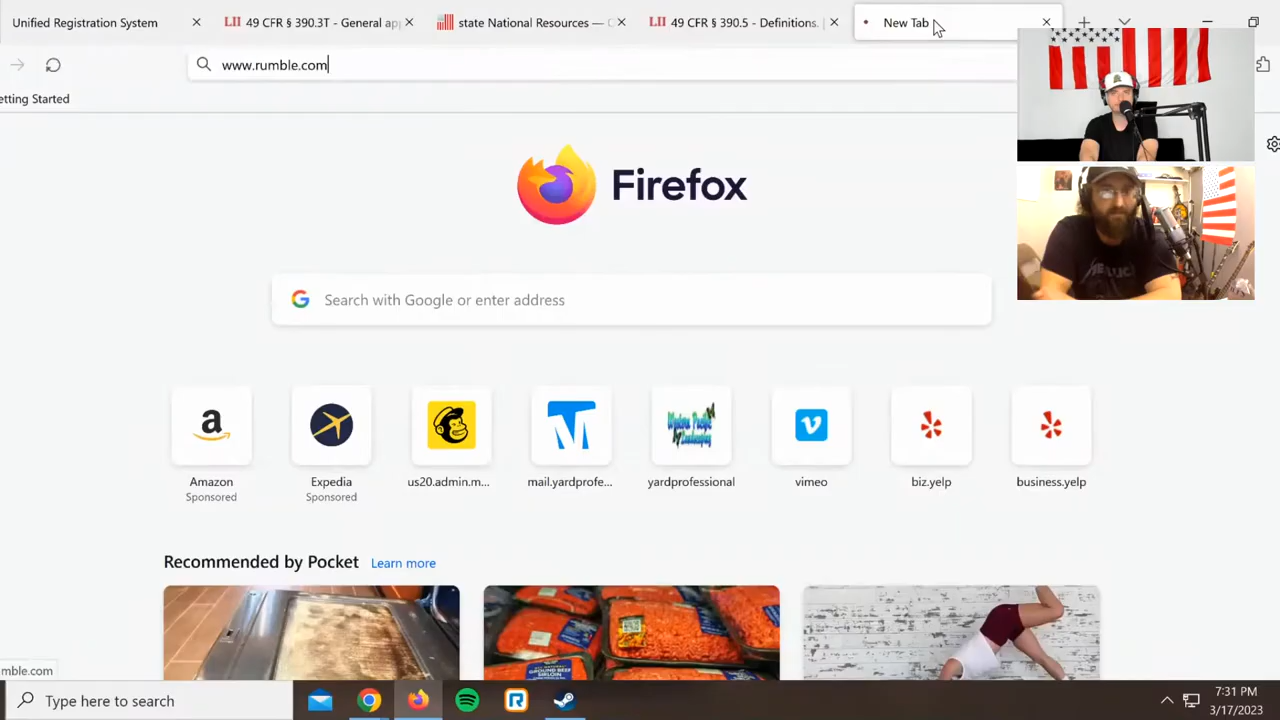 Unified Registration System
LII 49 CFR § 390.3T - General app
state National Resources — C
LII 49 CFR § 390.5 - Definitions. |
New Tab
www.rumble.com
etting Started
Firefox
Search with Google or enter address
a
Amazon
Sponsored
Expedia
Sponsored
us20.admin.m...
mail.yardprofe...
yardprofessional
vimeo
biz.yelp
business.yelp
Recommended by Pocket Learn more
mble.com
Type here to search
7:31 PM
3/17/2023